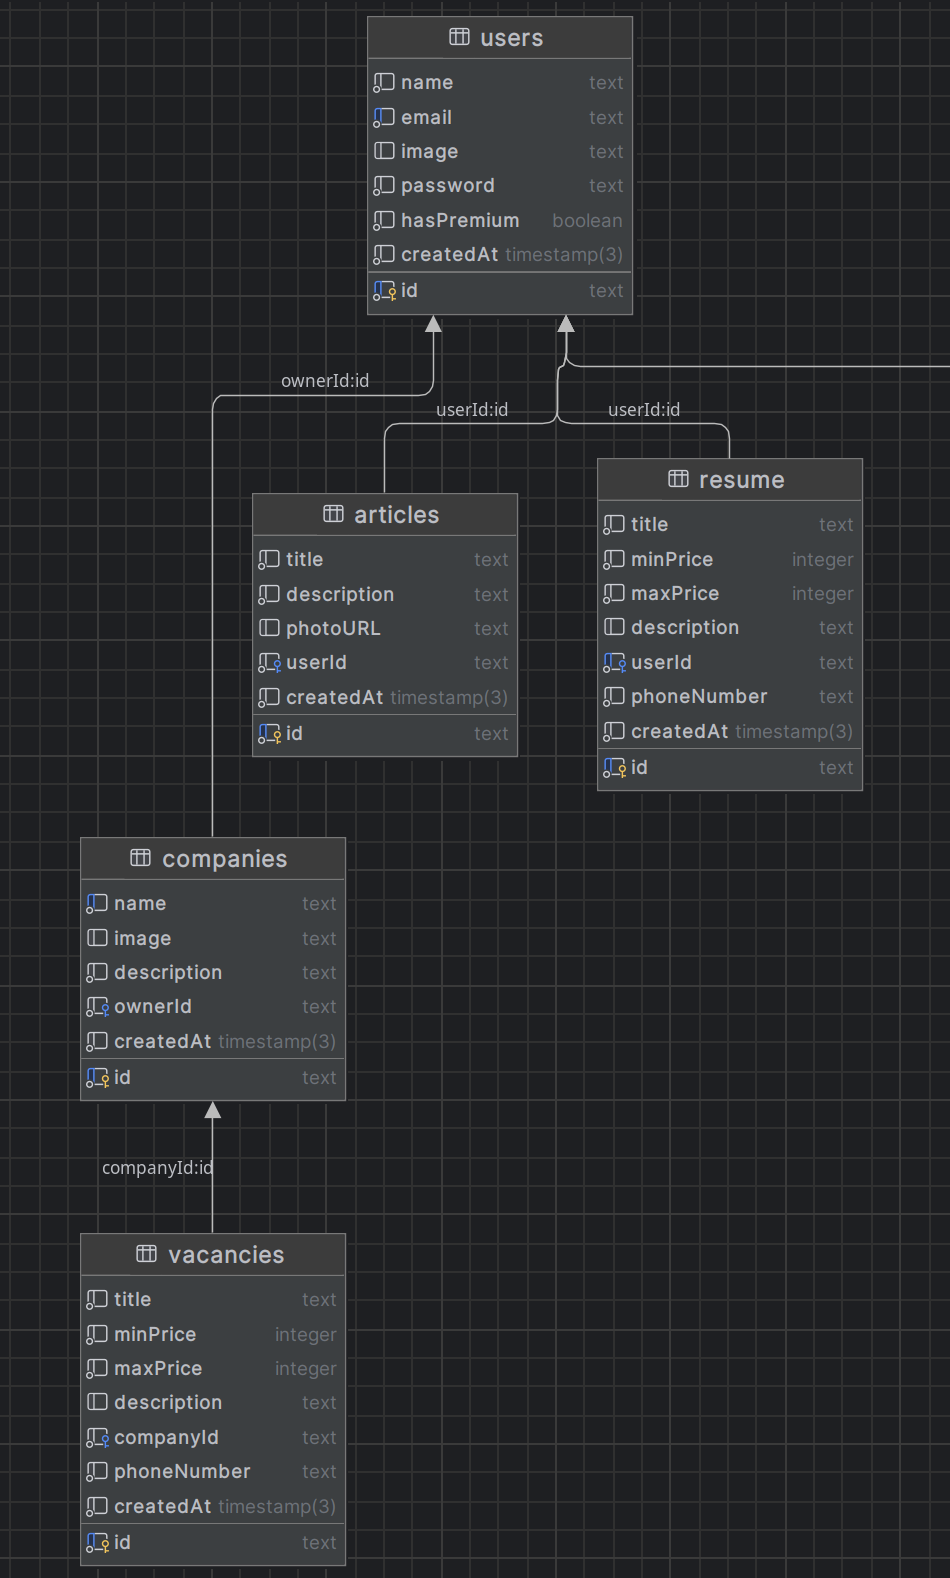 users
name text
email text
image text
password text
hasPremium boolean
createdAt timestamp(3)
id text
ownerId:id
userId:id
userId:id
articles
title text
description text
photoURL text
userId text
createdAt timestamp(3)
id text
resume
title text
minPrice integer
maxPrice integer
description text
userId text
phoneNumber text
createdAt timestamp(3)
id text
companies
name text
image text
description text
ownerId text
createdAt timestamp(3)
id text
companyId:id
vacancies
title text
minPrice integer
maxPrice integer
description text
companyId text
phoneNumber text
createdAt timestamp(3)
id text